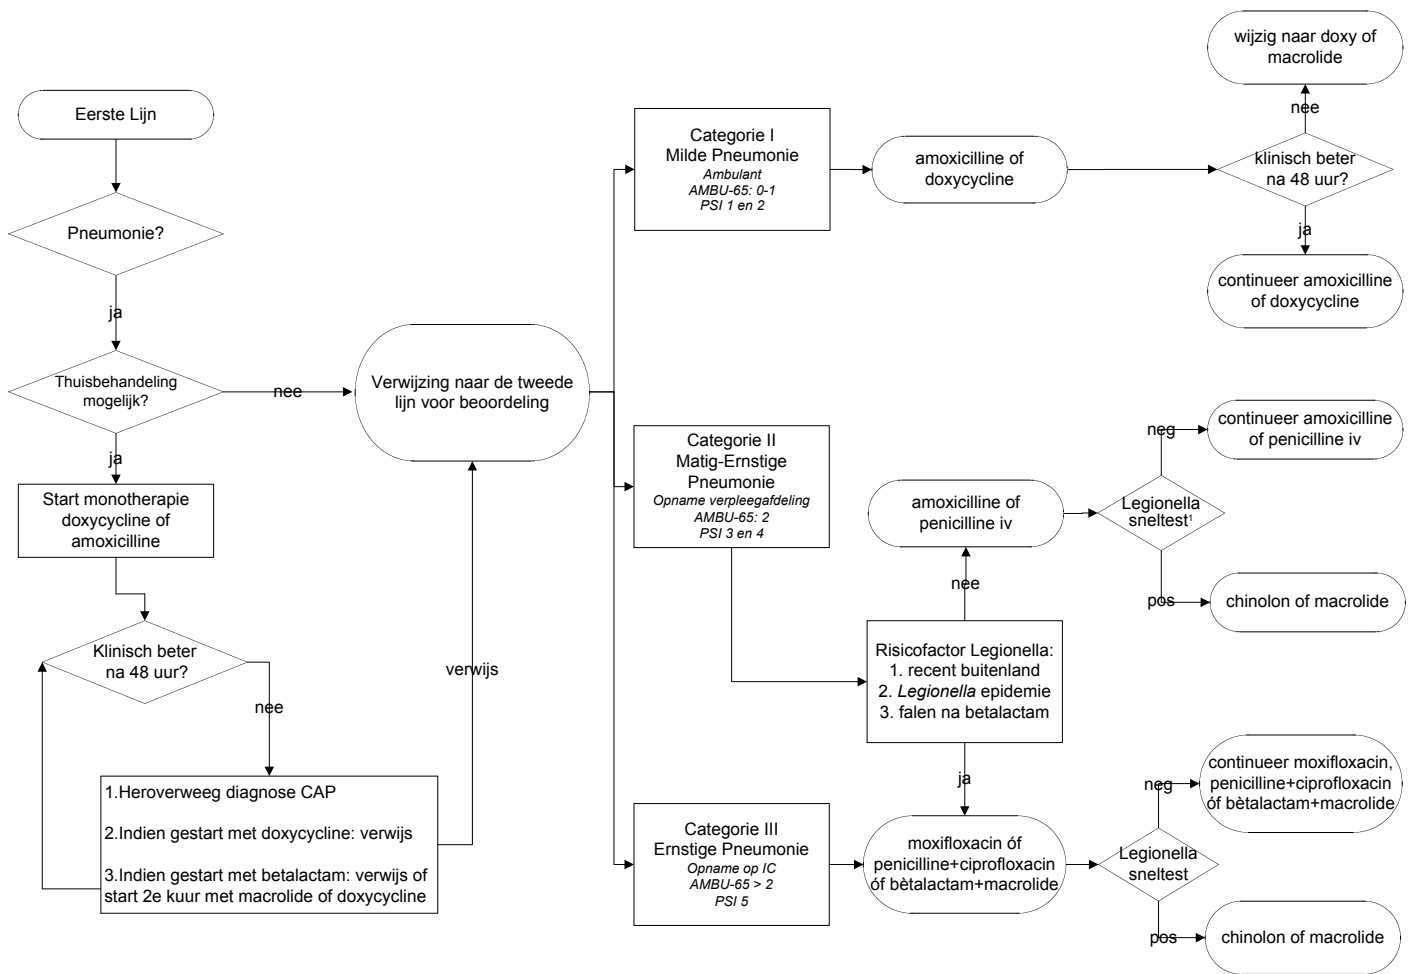 Eerste Lijn
Pneumonie?
ja
Thuisbehandeling
mogelijk?
nee
ja
Start monotherapie
doxycycline of
amoxicilline
Klinisch beter
na 48 uur?
nee
1.Heroverweeg diagnose CAP
2.Indien gestart met doxycycline: verwijs
3.Indien gestart met betalactam: verwijs of
start 2e kuur met macrolide of doxycycline
verwijs
Verwijzing naar de tweede
lijn voor beoordeling
Categorie I
Milde Pneumonie
Ambulant
AMBU-65: 0-1
PSI 1 en 2
amoxicilline of
doxycycline
klinisch beter
na 48 uur?
nee
wijzig naar doxy of
macrolide
ja
continueer amoxicilline
of doxycycline
Categorie II
Matig-Ernstige
Pneumonie
Opname verpleegafdeling
AMBU-65: 2
PSI 3 en 4
Risicofactor Legionella:
1. recent buitenland
2. Legionella epidemie
3. falen na betalactam
nee
amoxicilline of
penicilline iv
Legionella
sneltest¹
neg
continueer amoxicilline
of penicilline iv
pos
chinolon of macrolide
ja
Categorie III
Ernstige Pneumonie
Opname op IC
AMBU-65 > 2
PSI 5
moxifloxacin óf
penicilline+ciprofloxacin
óf bètalactam+macrolide
Legionella
sneltest
neg
continueer moxifloxacin,
penicilline+ciprofloxacin
óf bètalactam+macrolide
pos
chinolon of macrolide